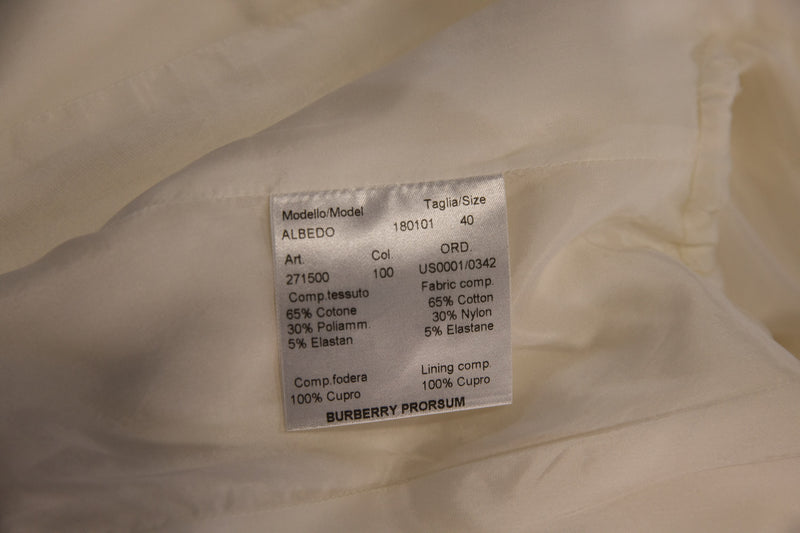 Modello/Model Taglia/Size
ALBEDO 180101 40
Art. Col. ORD.
271500 100 US0001/0342
Comp.tessuto Fabric comp.
65% Cotone 65% Cotton
30% Poliamm. 30% Nylon
5% Elastan 5% Elastane
Comp.fodera Lining comp.
100% Cupro 100% Cupro
BURBERRY PRORSUM